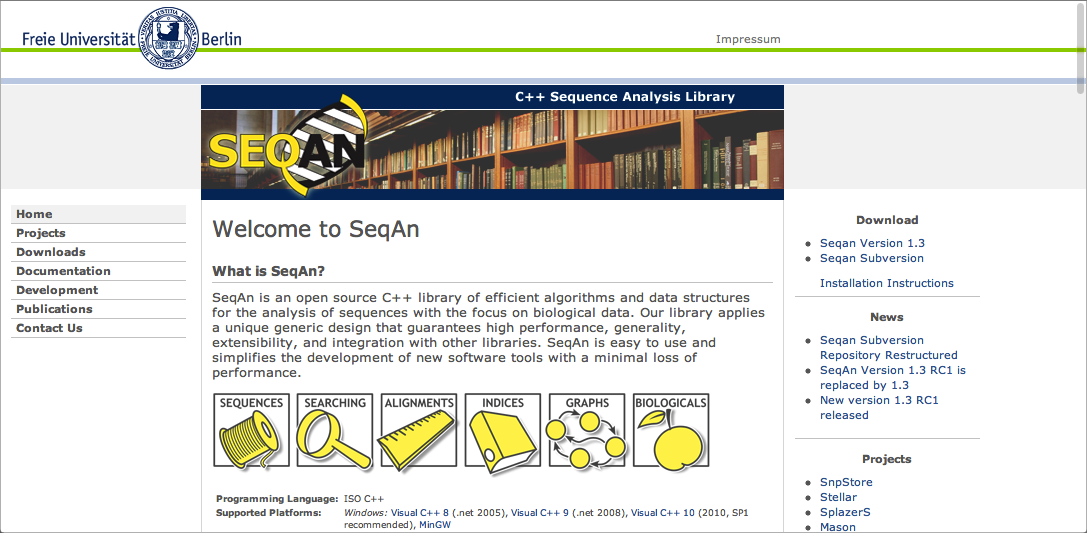 Freie Universität Berlin
Impressum
C++ Sequence Analysis Library
SEQAN
Home
Projects
Downloads
Documentation
Development
Publications
Contact Us
Welcome to SeqAn
What is SeqAn?
SeqAn is an open source C++ library of efficient algorithms and data structures
for the analysis of sequences with the focus on biological data. Our library applies
a unique generic design that guarantees high performance, generality,
extensibility, and integration with other libraries. SeqAn is easy to use and
simplifies the development of new software tools with a minimal loss of
performance.
SEQUENCES SEARCHING ALIGNMENTS INDICES GRAPHS BIOLOGICALS
Programming Language: ISO C++
Supported Platforms: Windows: Visual C++ 8 (.net 2005), Visual C++ 9 (.net 2008), Visual C++ 10 (2010, SP1
recommended), MinGW
Download
Seqan Version 1.3
Seqan Subversion
Installation Instructions
News
Seqan Subversion
Repository Restructured
SeqAn Version 1.3 RC1 is
replaced by 1.3
New version 1.3 RC1
released
Projects
SnpStore
Stellar
SplazerS
Mason